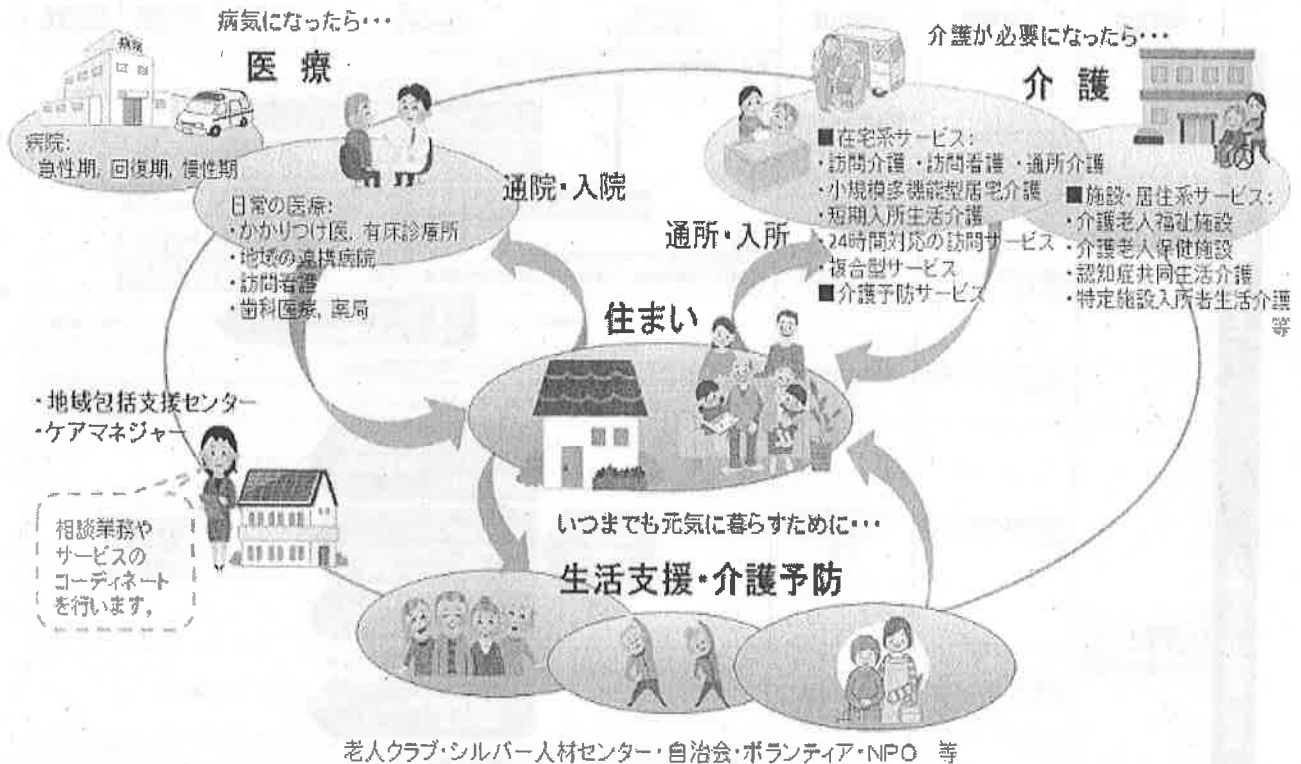 病気になったら・・・
医療
病院
病院:
急性期, 回復期, 慢性期
日常の医療:
・かかりつけ医, 有床診療所
・地域の連携病院
・訪問看護
・歯科医療, 薬局
通院・入院
介護が必要になったら・・・
介護
■在宅系サービス:
・訪問介護 ・訪問看護 ・通所介護
・小規模多機能型居宅介護
・短期入所生活介護
・24時間対応の訪問サービス
・複合型サービス
■介護予防サービス
■施設・居住系サービス:
・介護老人福祉施設
・介護老人保健施設
・認知症共同生活介護
・特定施設入所者生活介護
等
通所・入所
住まい
・地域包括支援センター
・ケアマネジャー
相談業務や
サービスの
コーディネート
を行います。
いつまでも元気に暮らすために・・・
生活支援・介護予防
老人クラブ・シルバー人材センター・自治会・ボランティア・NPO 等